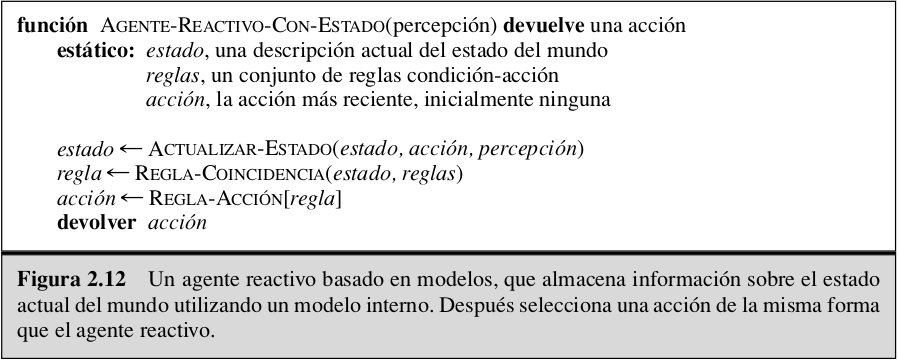 función AGENTE-REACTIVO-CON-ESTADO(percepción) devuelve una acción
estático: estado, una descripción actual del estado del mundo
reglas, un conjunto de reglas condición-acción
acción, la acción más reciente, inicialmente ninguna
estado ← ACTUALIZAR-ESTADO(estado, acción, percepción)
regla ← REGLA-COINCIDENCIA(estado, reglas)
acción ← REGLA-ACCIÓN[regla]
devolver acción
Figura 2.12 Un agente reactivo basado en modelos, que almacena información sobre el estado
actual del mundo utilizando un modelo interno. Después selecciona una acción de la misma forma
que el agente reactivo.